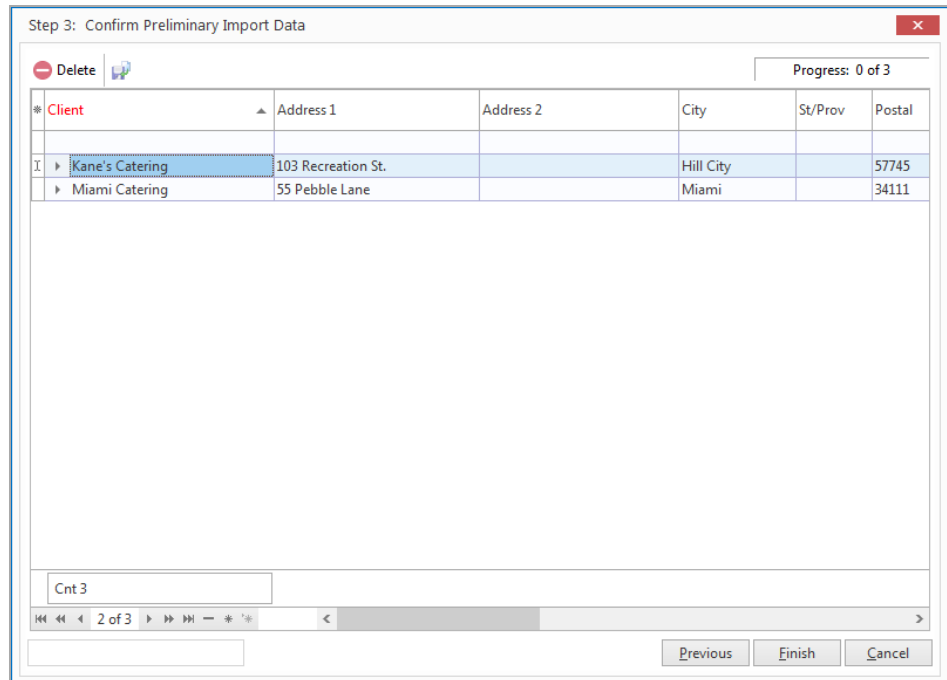 Step 3: Confirm Preliminary Import Data
Delete
Progress: 0 of 3
Client Address 1 Address 2 City St/Prov Postal
Kane's Catering 103 Recreation St. Hill City 57745
Miami Catering 55 Pebble Lane Miami 34111
Cnt 3
2 of 3
Previous Finish Cancel